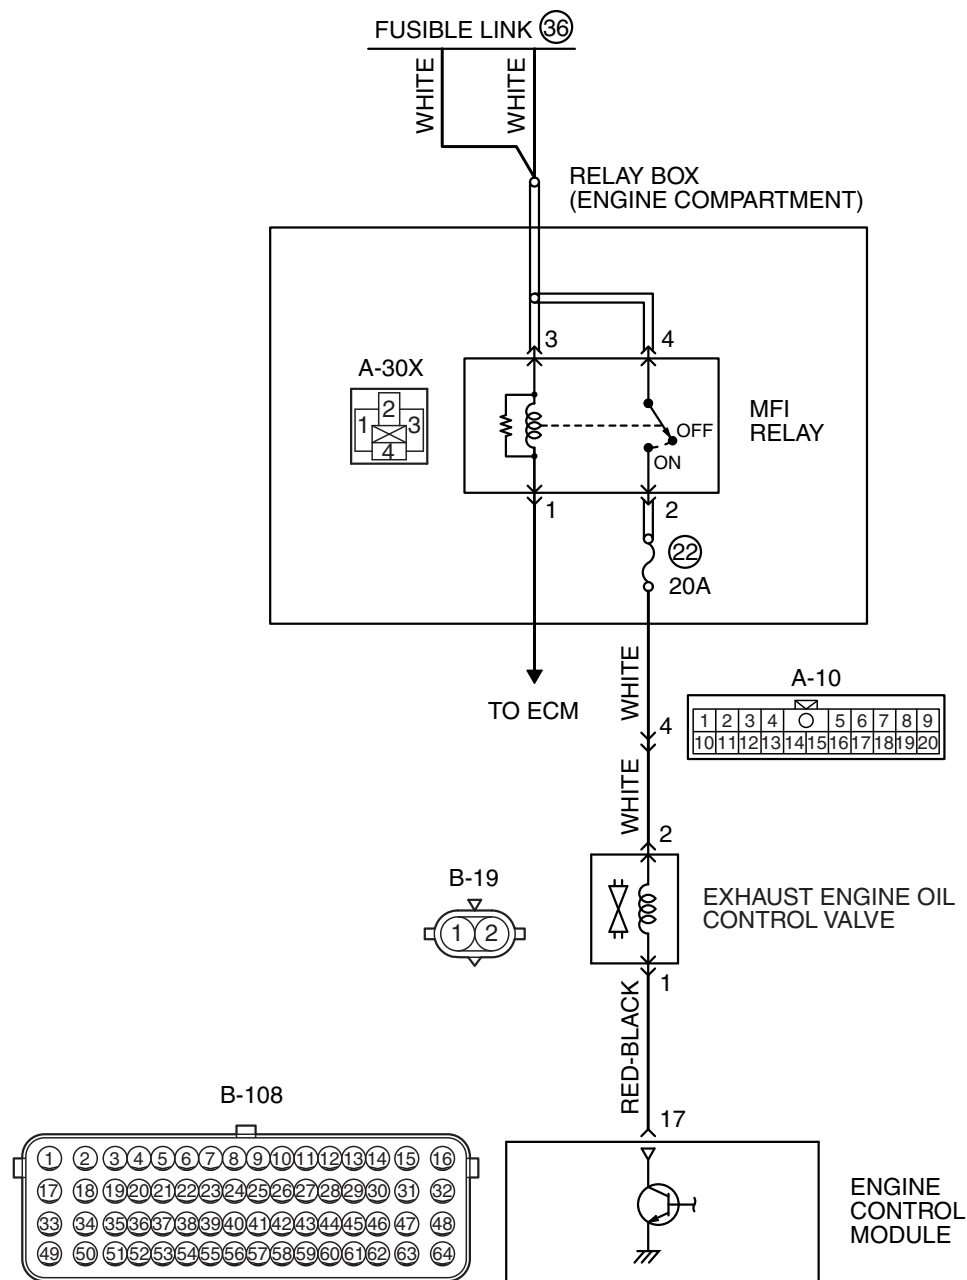 FUSIBLE LINK 36
WHITE
WHITE
RELAY BOX
(ENGINE COMPARTMENT)
3
4
A-30X
2
1 3
4
MFI
RELAY
OFF
ON
1
2
22
20A
TO ECM
WHITE
A-10
4
1 2 3 4 5 6 7 8 9
10 11 12 13 14 15 16 17 18 19 20
WHITE
2
B-19
1 2
EXHAUST ENGINE OIL
CONTROL VALVE
1
RED-BLACK
17
B-108
1 2 3 4 5 6 7 8 9 10 11 12 13 14 15 16
17 18 19 20 21 22 23 24 25 26 27 28 29 30 31 32
33 34 35 36 37 38 39 40 41 42 43 44 45 46 47 48
49 50 51 52 53 54 55 56 57 58 59 60 61 62 63 64
ENGINE
CONTROL
MODULE